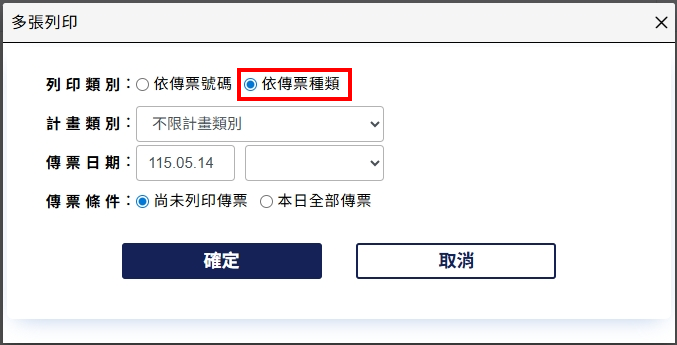 多張列印
列印類別：依傳票號碼 依傳票種類
計畫類別：不限計畫類別
傳票日期：115.05.14
傳票條件：尚未列印傳票 本日全部傳票
確定 取消